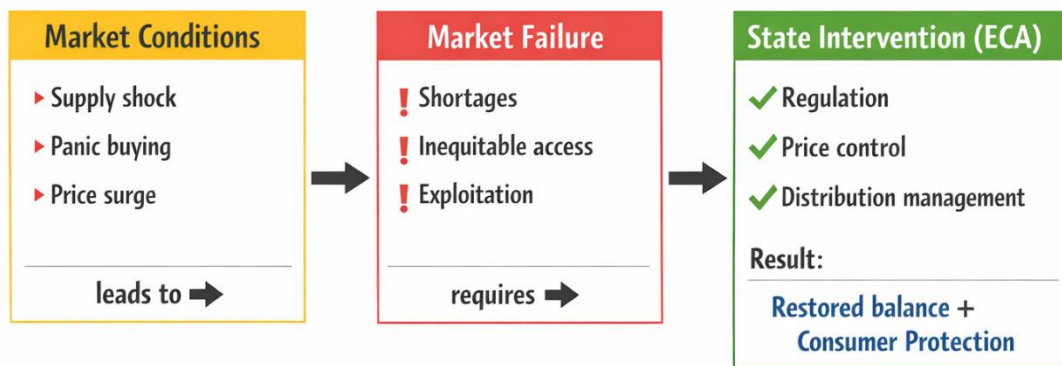 Market Conditions
Supply shock
Panic buying
Price surge
leads to
Market Failure
Shortages
Inequitable access
Exploitation
requires
State Intervention (ECA)
Regulation
Price control
Distribution management
Result:
Restored balance +
Consumer Protection